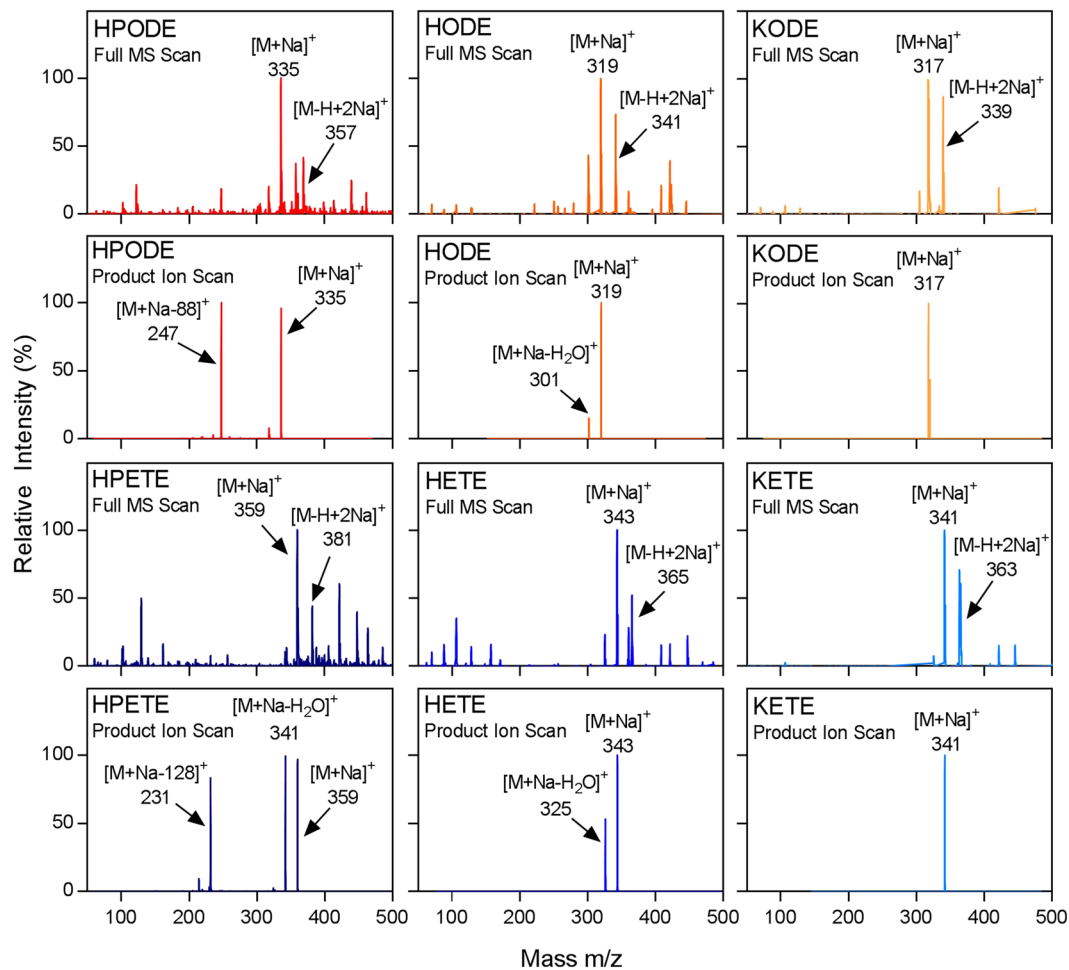 HPODE
Full MS Scan
[M+Na]⁺
335
[M-H+2Na]⁺
357
100
50
0
HODE
Full MS Scan
[M+Na]⁺
319
[M-H+2Na]⁺
341
KODE
Full MS Scan
[M+Na]⁺
317
[M-H+2Na]⁺
339
HPODE
Product Ion Scan
[M+Na]⁺
335
[M+Na-88]⁺
247
100
50
0
HODE
Product Ion Scan
[M+Na]⁺
319
[M+Na-H₂O]⁺
301
KODE
Product Ion Scan
[M+Na]⁺
317
HPETE
Full MS Scan
[M+Na]⁺
359
[M-H+2Na]⁺
381
100
50
0
HETE
Full MS Scan
[M+Na]⁺
343
[M-H+2Na]⁺
365
KETE
Full MS Scan
[M+Na]⁺
341
[M-H+2Na]⁺
363
HPETE
Product Ion Scan
[M+Na-H₂O]⁺
341
[M+Na-128]⁺
231
[M+Na]⁺
359
100
50
0
HETE
Product Ion Scan
[M+Na]⁺
343
[M+Na-H₂O]⁺
325
KETE
Product Ion Scan
[M+Na]⁺
341
100 200 300 400 500
100 200 300 400 500
100 200 300 400 500
Relative Intensity (%)
Mass m/z